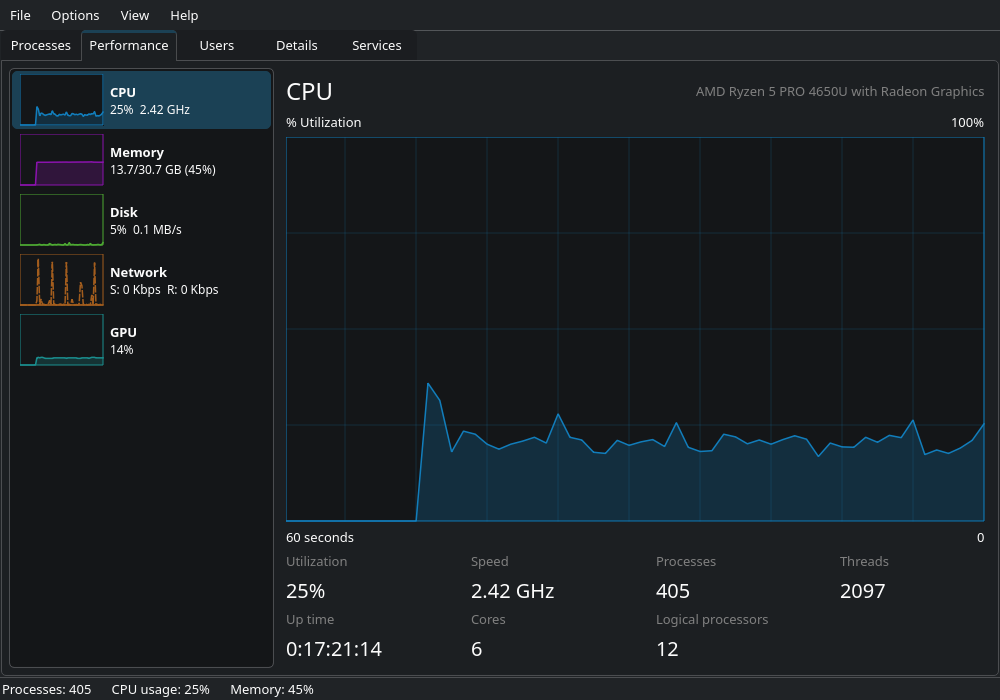 File Options View Help
Processes Performance Users Details Services
CPU
25% 2.42 GHz
Memory
13.7/30.7 GB (45%)
Disk
5% 0.1 MB/s
Network
S: 0 Kbps R: 0 Kbps
GPU
14%
CPU AMD Ryzen 5 PRO 4650U with Radeon Graphics
% Utilization 100%
60 seconds 0
Utilization Speed Processes Threads
25% 2.42 GHz 405 2097
Up time Cores Logical processors
0:17:21:14 6 12
Processes: 405 CPU usage: 25% Memory: 45%